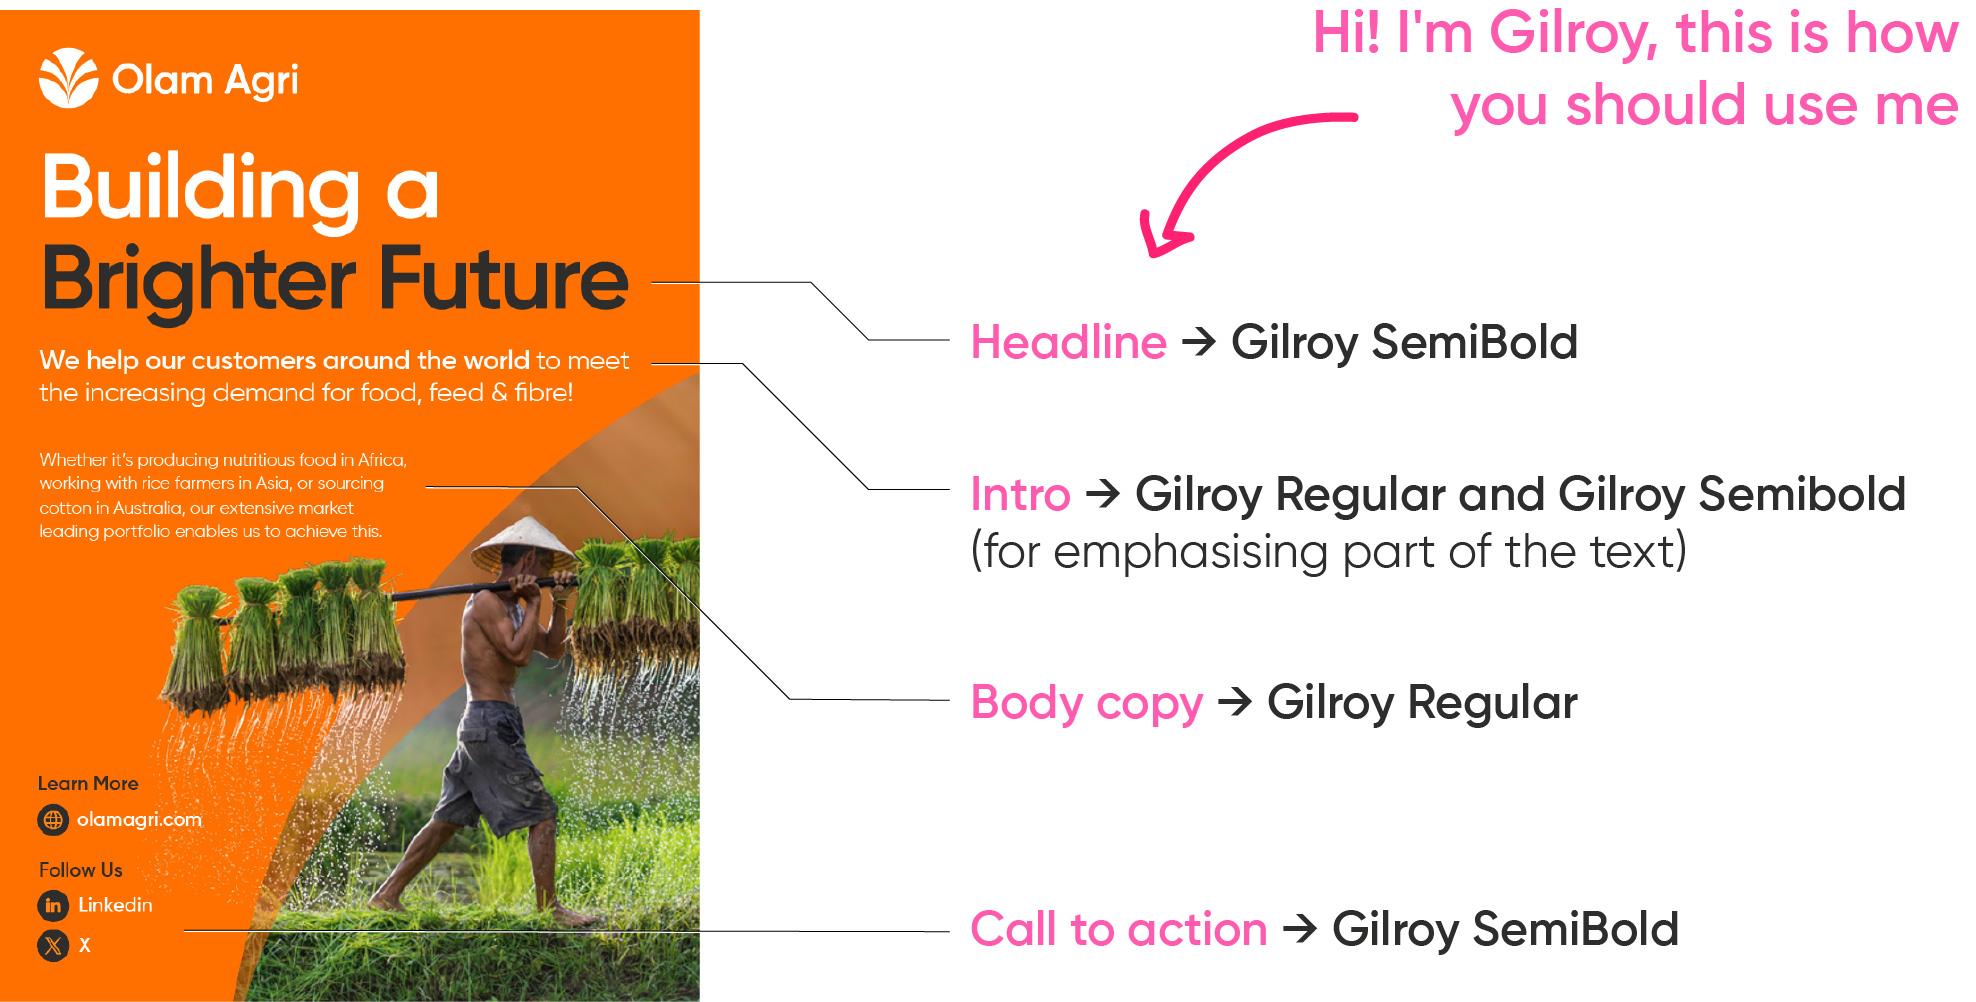 Olam Agri
Building a
Brighter Future
We help our customers around the world to meet
the increasing demand for food, feed & fibre!
Whether it's producing nutritious food in Africa,
working with rice farmers in Asia, or sourcing
cotton in Australia, our extensive market
leading portfolio enables us to achieve this.
Learn More
olamagri.com
Follow Us
in Linkedin
X X
Hi! I'm Gilroy, this is how
you should use me
Headline → Gilroy SemiBold
Intro → Gilroy Regular and Gilroy Semibold
(for emphasising part of the text)
Body copy → Gilroy Regular
Call to action → Gilroy SemiBold